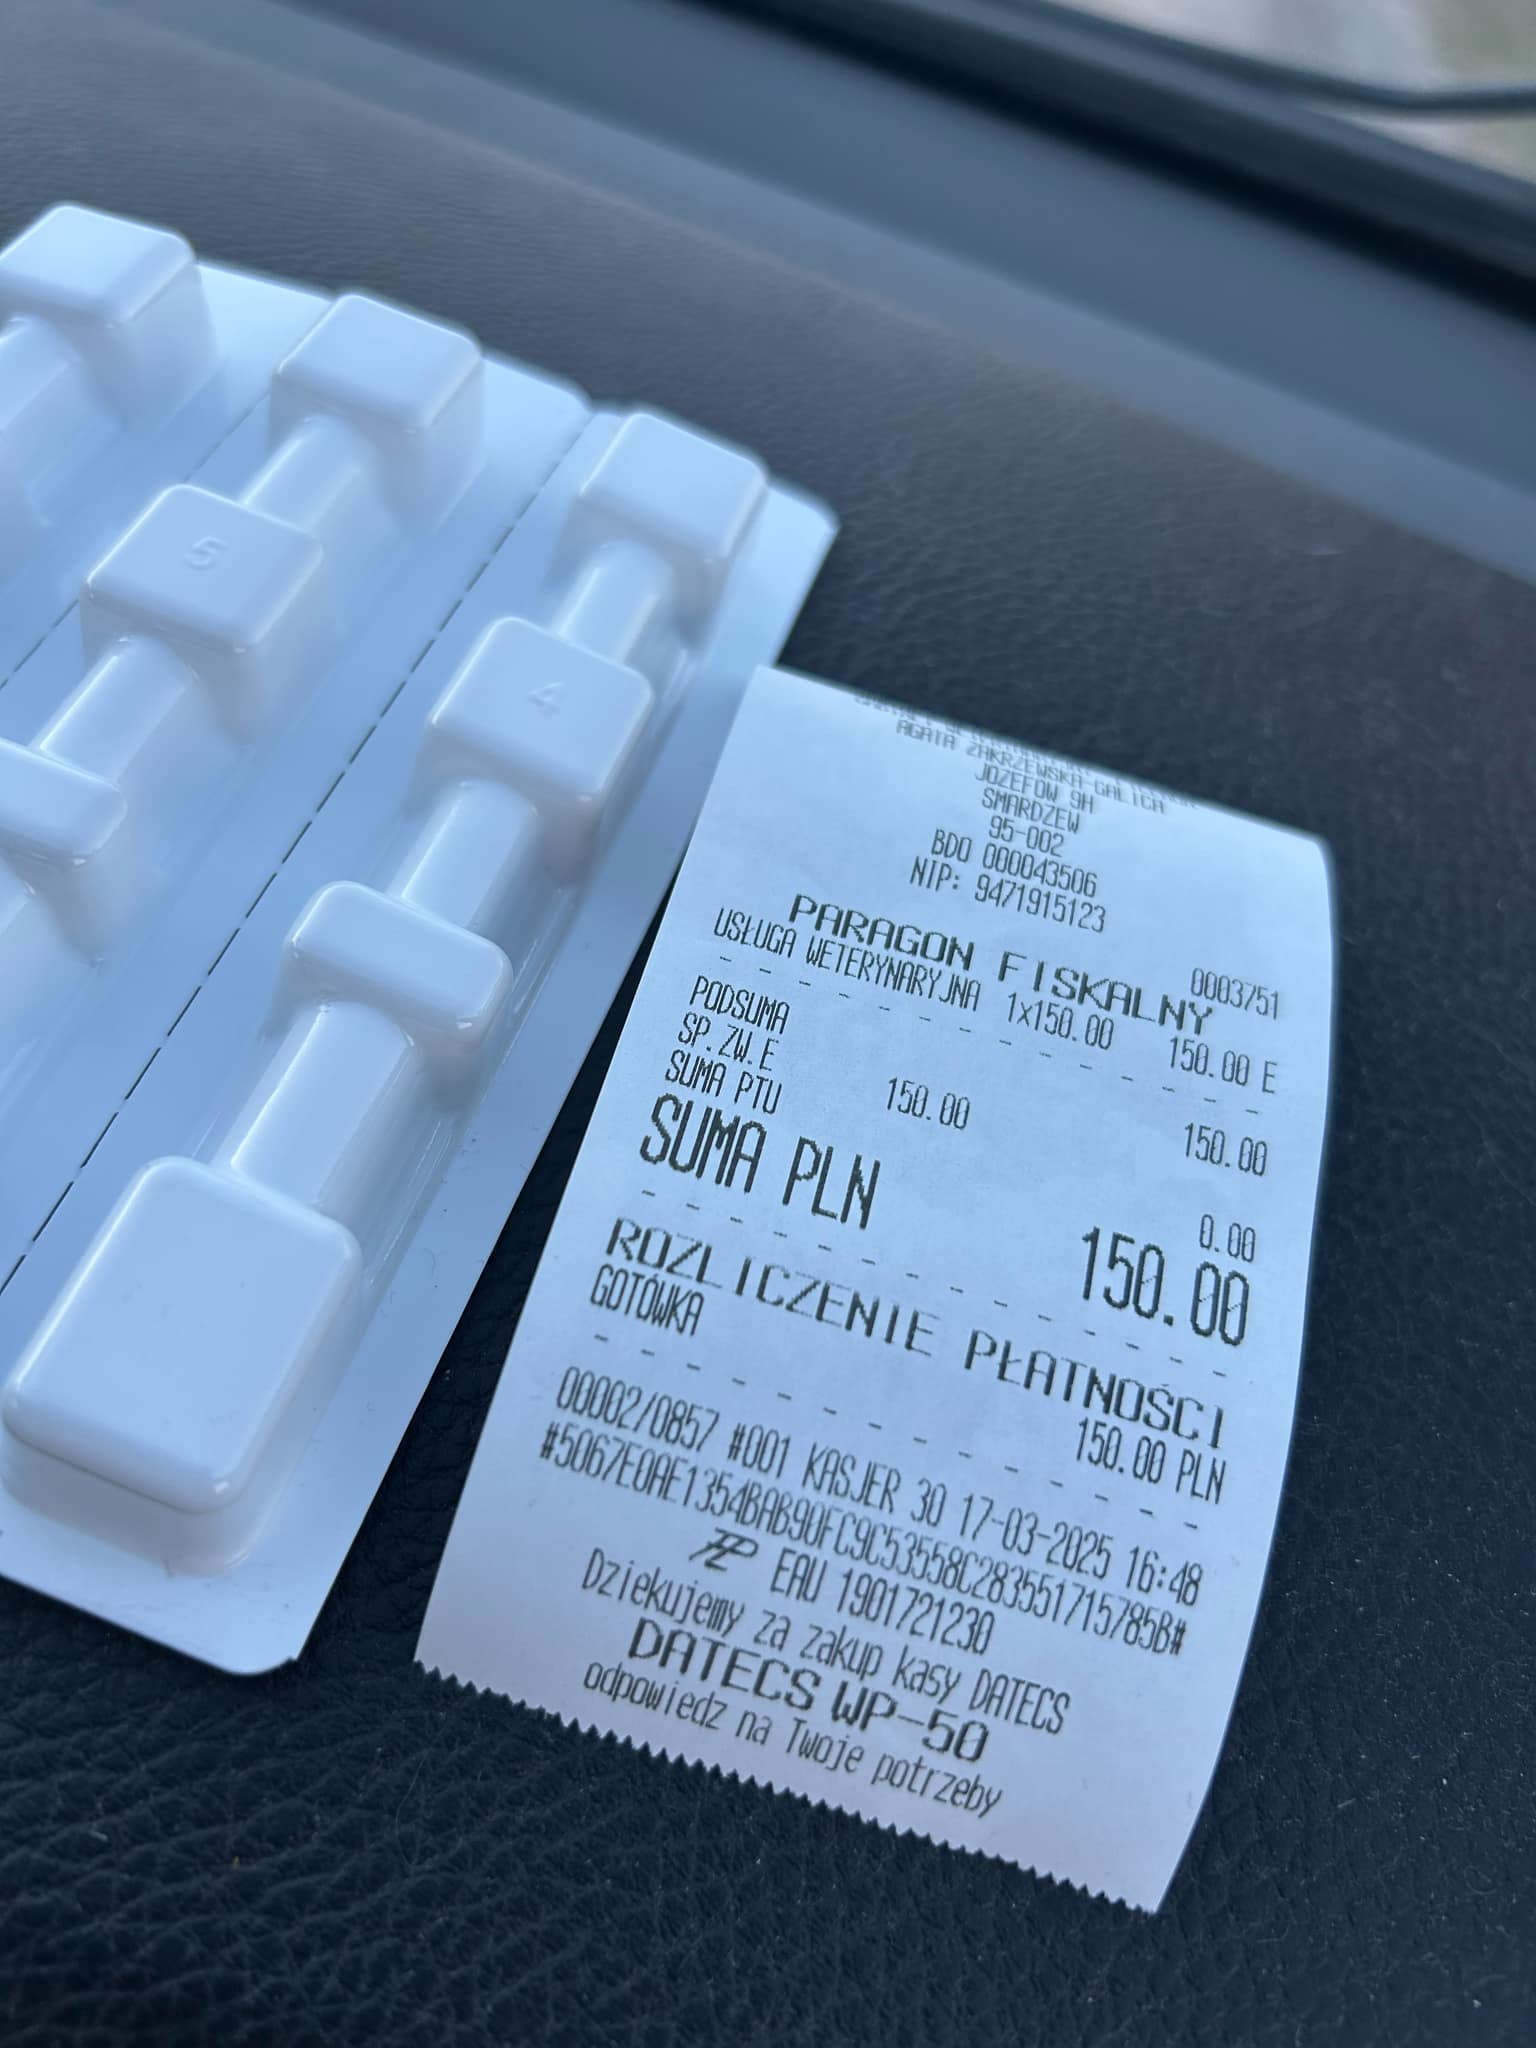 5
4
AGATA ZAKRZEWSKA-GALICA
JÓZEFÓW 9H
SMARDZEW
95-002
BDO 000043506
NIP: 9471915123
0003751
PARAGON FISKALNY
USŁUGA WETERYNARYJNA 1x150.00 150.00 E
- - - - - - - - - - - - -
PODSUMA 150.00
SP.ZW.E 150.00
SUMA PTU 0.00
SUMA PLN 150.00
- - - - - - - - - - - - -
ROZLICZENIE PŁATNOŚCI
GOTÓWKA 150.00 PLN
- - - - - - - - - - - - -
00002/0857 #001 KASJER 30 17-03-2025 16:48
#5067E0AE1354BAB90FC9C53558C283551715785B#
EAU 1901721230
Dziekujemy za zakup kasy DATECS
DATECS WP-50
odpowiedz na Twoje potrzeby